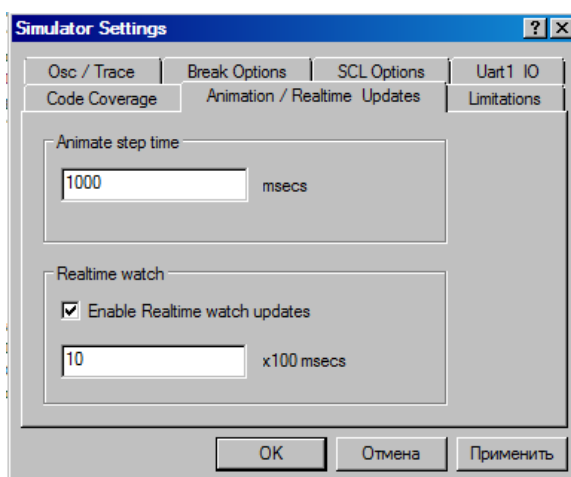 Simulator Settings
Osc / Trace Break Options SCL Options Uart1 IO
Code Coverage Animation / Realtime Updates Limitations
Animate step time
1000 msecs
Realtime watch
Enable Realtime watch updates
10 x100 msecs
OK Отмена Применить